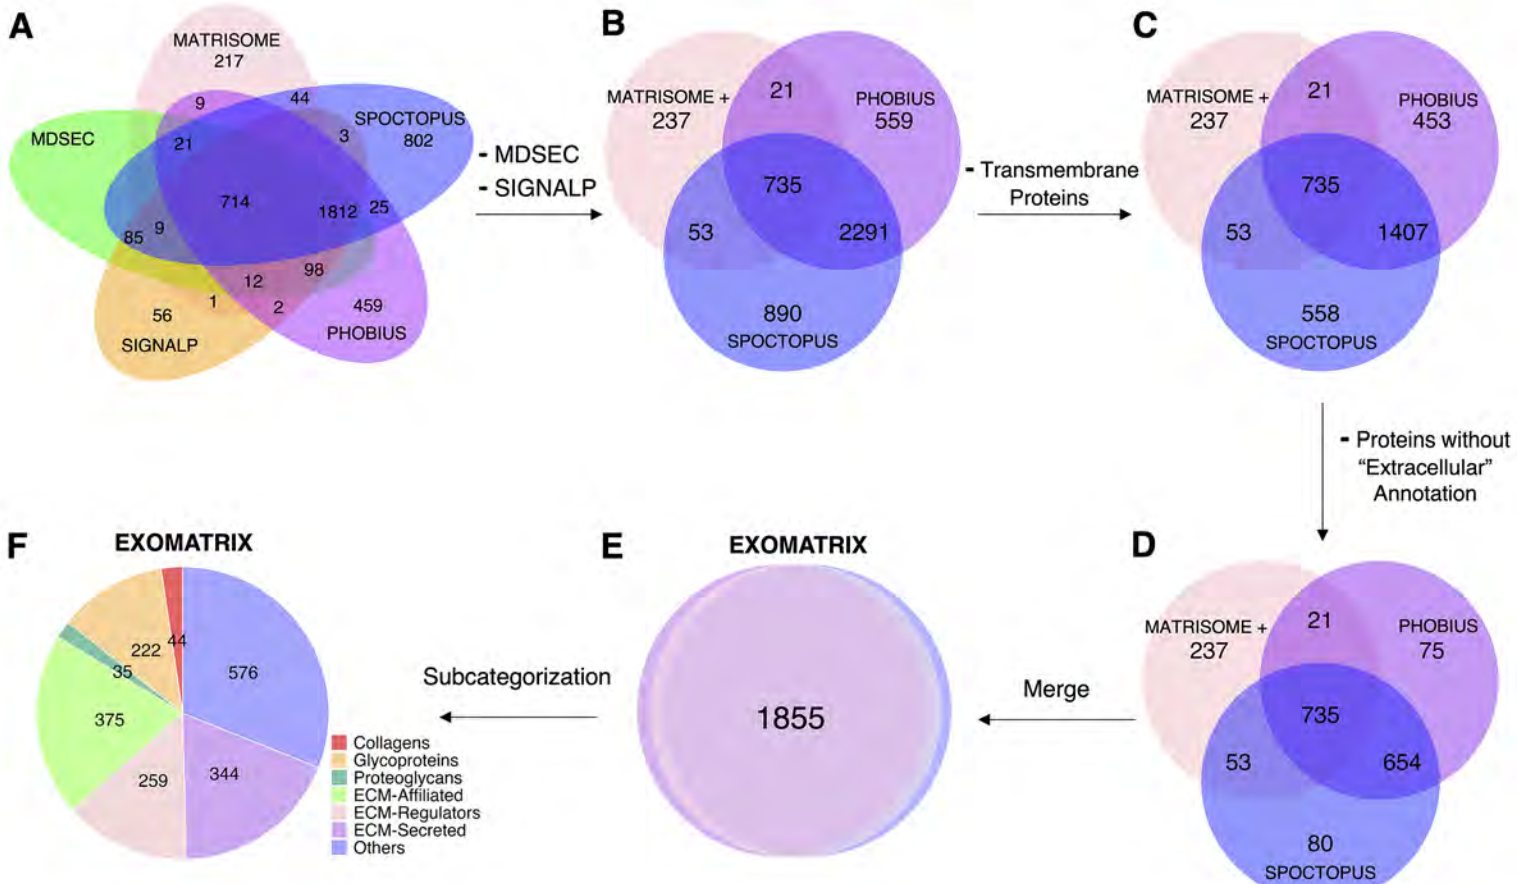 A
MATRISOME
217
9
44
SPOCTOPUS
802
3
MDSEC
21
714
1812
25
85
9
98
12
1
2
56
SIGNALP
459
PHOBIUS
- MDSEC
- SIGNALP
B
MATRISOME +
237
21
PHOBIUS
559
735
53
2291
890
SPOCTOPUS
- Transmembrane
Proteins
C
MATRISOME +
237
21
PHOBIUS
453
735
53
1407
558
SPOCTOPUS
- Proteins without
“Extracellular”
Annotation
D
MATRISOME +
237
21
PHOBIUS
75
735
53
654
80
SPOCTOPUS
Merge
E
EXOMATRIX
1855
Subcategorization
F
EXOMATRIX
44
222
35
576
375
259
344
Collagens
Glycoproteins
Proteoglycans
ECM-Affiliated
ECM-Regulators
ECM-Secreted
Others